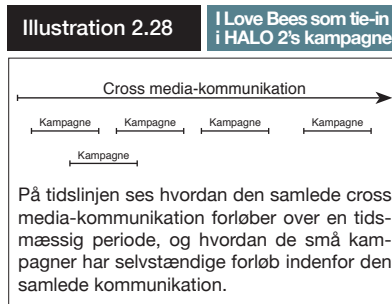 Illustration 2.28
I Love Bees som tie-in
i HALO 2's kampagne
Cross media-kommunikation
Kampagne Kampagne Kampagne Kampagne
Kampagne
På tidslinjen ses hvordan den samlede cross
media-kommunikation forløber over en tids-
mæssig periode, og hvordan de små kam-
pagner har selvstændige forløb indenfor den
samlede kommunikation.